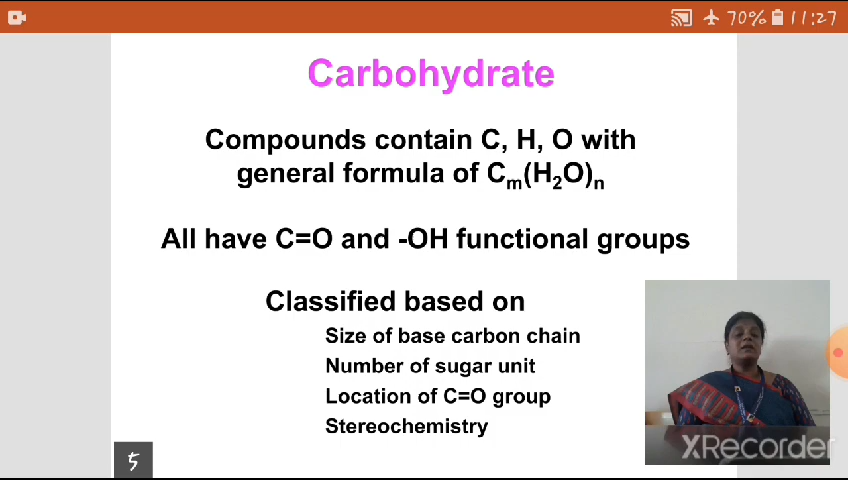 70% 11:27
Carbohydrate
Compounds contain C, H, O with
general formula of Cm(H2O)n
All have C=O and -OH functional groups
Classified based on
Size of base carbon chain
Number of sugar unit
Location of C=O group
Stereochemistry
5
XRecorder